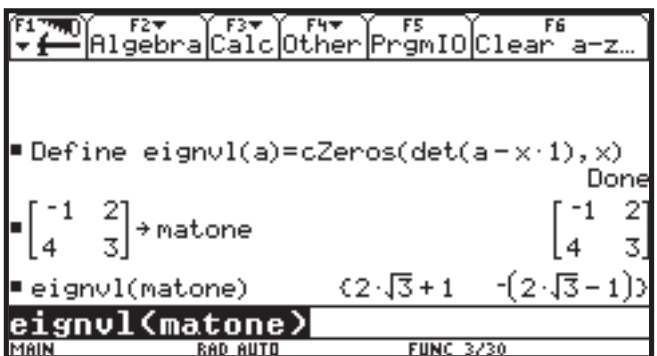 F1 F2 F3 F4 F5 F6
Algebra Calc Other PrgmIO Clear a-z…
▪ Define eignvl(a)=cZeros(det(a-x·1),x)
Done
▪ [⁻1 2] → matone [⁻1 2]
[4 3] [4 3]
▪ eignvl(matone) {2·√3+1 -(2·√3-1)}
eignvl(matone)
MAIN RAD AUTO FUNC 3/30